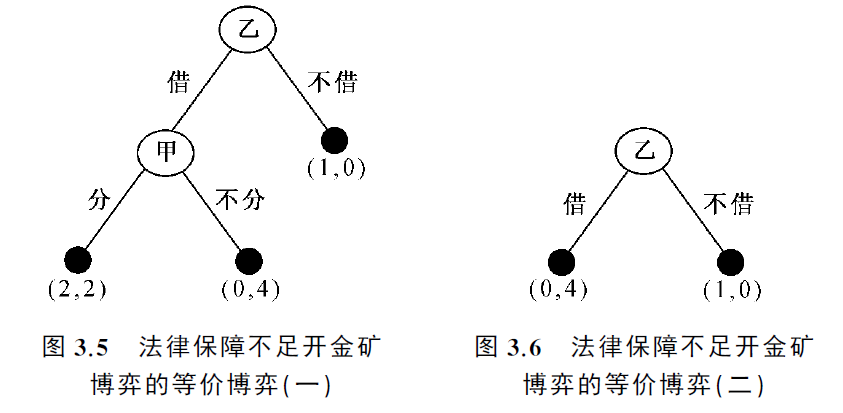 乙
借
不借
甲
(1,0)
分
不分
(2,2)
(0,4)
图 3.5 法律保障不足开金矿
博弈的等价博弈(一)
乙
借
不借
(0,4)
(1,0)
图 3.6 法律保障不足开金矿
博弈的等价博弈(二)